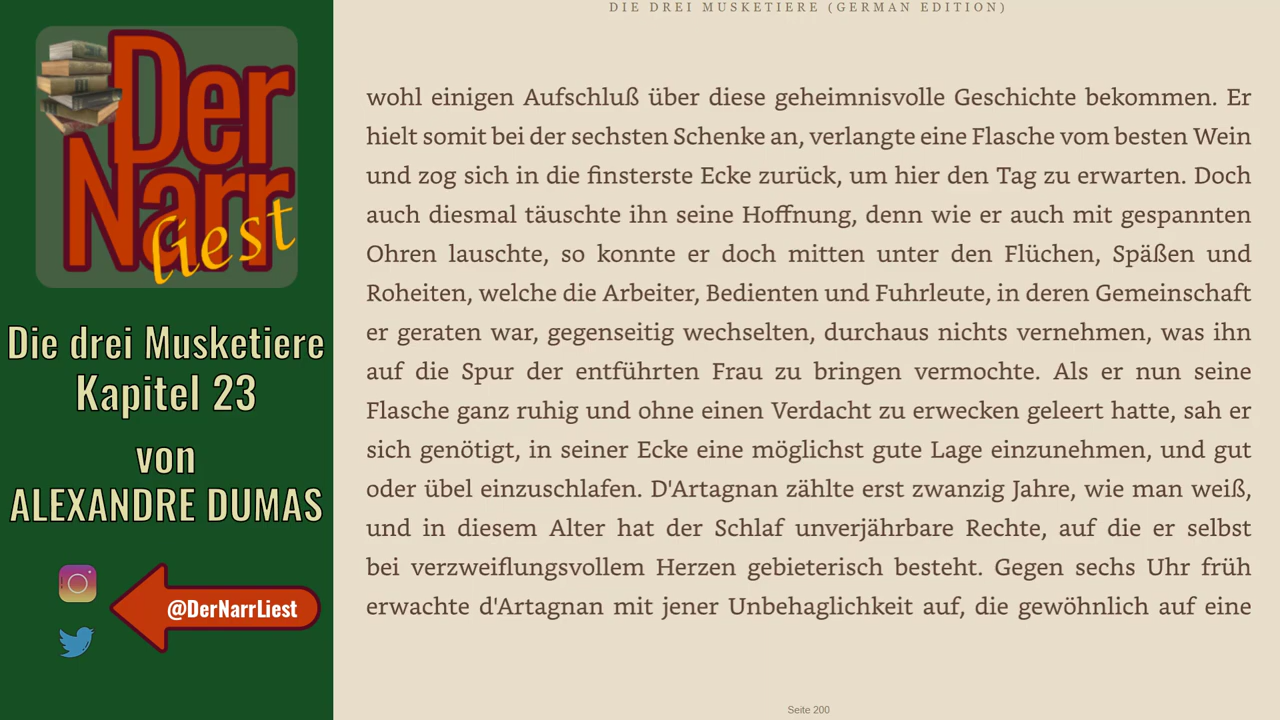 Der
Narr
liest
Die drei Musketiere
Kapitel 23
von
ALEXANDRE DUMAS
@DerNarrLiest
DIE DREI MUSKETIERE (GERMAN EDITION)
wohl einigen Aufschluß über diese geheimnisvolle Geschichte bekommen. Er
hielt somit bei der sechsten Schenke an, verlangte eine Flasche vom besten Wein
und zog sich in die finsterste Ecke zurück, um hier den Tag zu erwarten. Doch
auch diesmal täuschte ihn seine Hoffnung, denn wie er auch mit gespannten
Ohren lauschte, so konnte er doch mitten unter den Flüchen, Späßen und
Roheiten, welche die Arbeiter, Bedienten und Fuhrleute, in deren Gemeinschaft
er geraten war, gegenseitig wechselten, durchaus nichts vernehmen, was ihn
auf die Spur der entführten Frau zu bringen vermochte. Als er nun seine
Flasche ganz ruhig und ohne einen Verdacht zu erwecken geleert hatte, sah er
sich genötigt, in seiner Ecke eine möglichst gute Lage einzunehmen, und gut
oder übel einzuschlafen. D'Artagnan zählte erst zwanzig Jahre, wie man weiß,
und in diesem Alter hat der Schlaf unverjährbare Rechte, auf die er selbst
bei verzweiflungsvollem Herzen gebieterisch besteht. Gegen sechs Uhr früh
erwachte d'Artagnan mit jener Unbehaglichkeit auf, die gewöhnlich auf eine
Seite 200